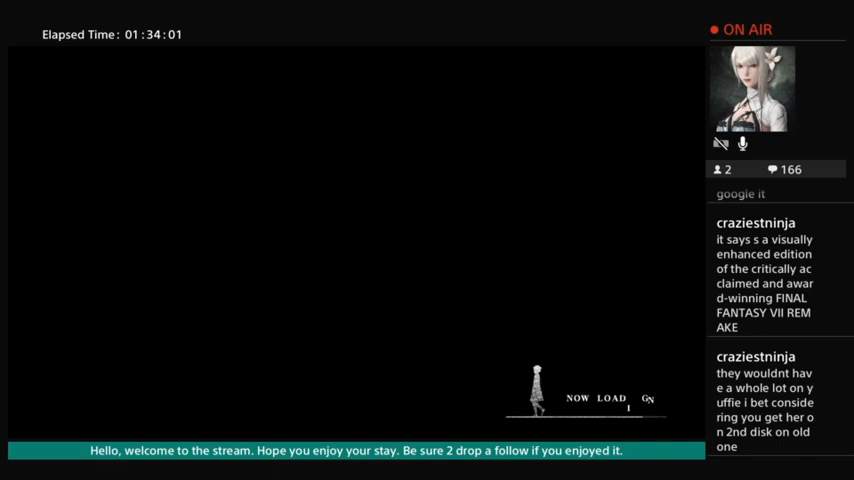 Elapsed Time: 01:34:01
ON AIR
2 166
google it
craziestninja
it says s a visually
enhanced edition
of the critically ac
claimed and awar
d-winning FINAL
FANTASY VII REM
AKE
craziestninja
they wouldnt hav
e a whole lot on y
uffie i bet conside
ring you get her o
n 2nd disk on old
one
NOW LOAD I GN
Hello, welcome to the stream. Hope you enjoy your stay. Be sure 2 drop a follow if you enjoyed it.